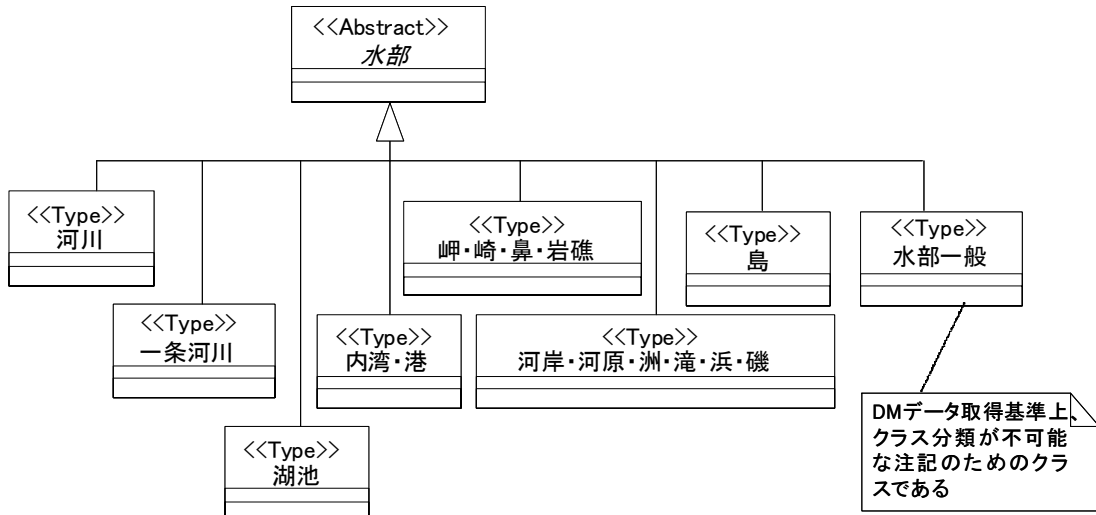 <<Abstract>>
水部
<<Type>>
河川
<<Type>>
一条河川
<<Type>>
湖池
<<Type>>
内湾・港
<<Type>>
岬・崎・鼻・岩礁
<<Type>>
河岸・河原・洲・滝・浜・磯
<<Type>>
島
<<Type>>
水部一般
DMデータ取得基準上、
クラス分類が不可能
な注記のためのクラ
スである